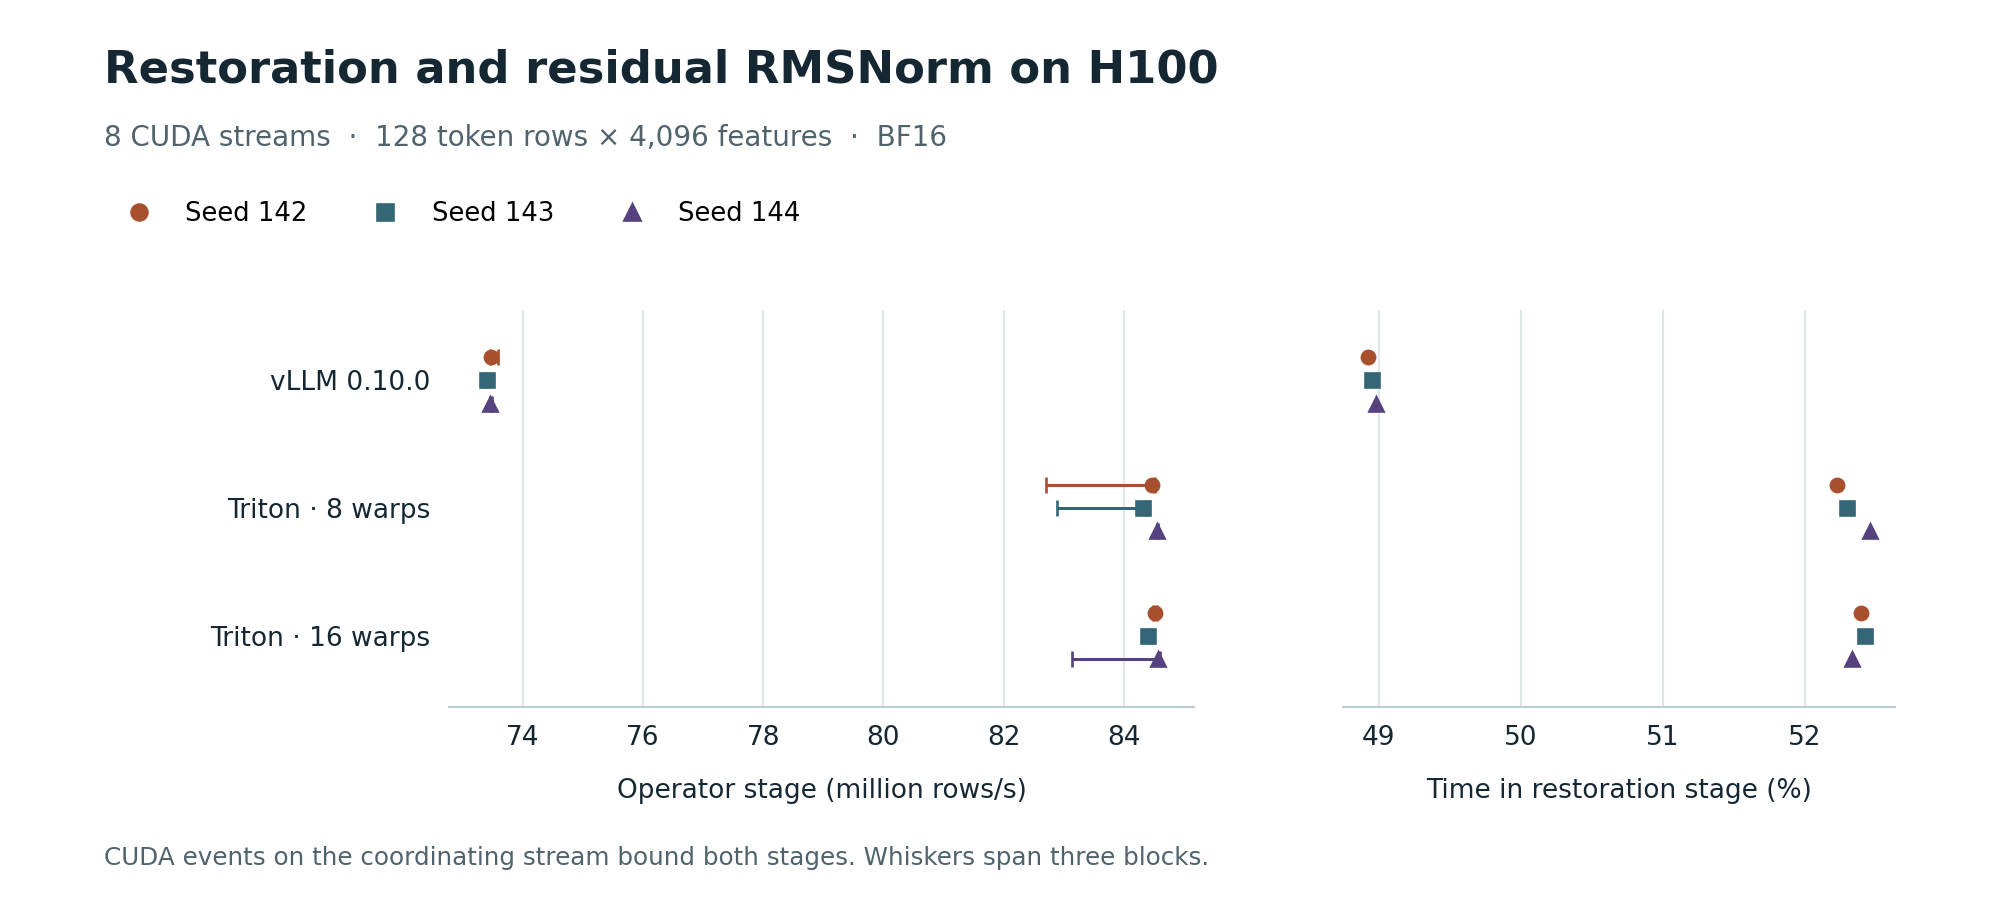 Restoration and residual RMSNorm on H100
8 CUDA streams · 128 token rows × 4,096 features · BF16
Seed 142 Seed 143 Seed 144
vLLM 0.10.0
Triton · 8 warps
Triton · 16 warps
74 76 78 80 82 84
49 50 51 52
Operator stage (million rows/s)
Time in restoration stage (%)
CUDA events on the coordinating stream bound both stages. Whiskers span three blocks.